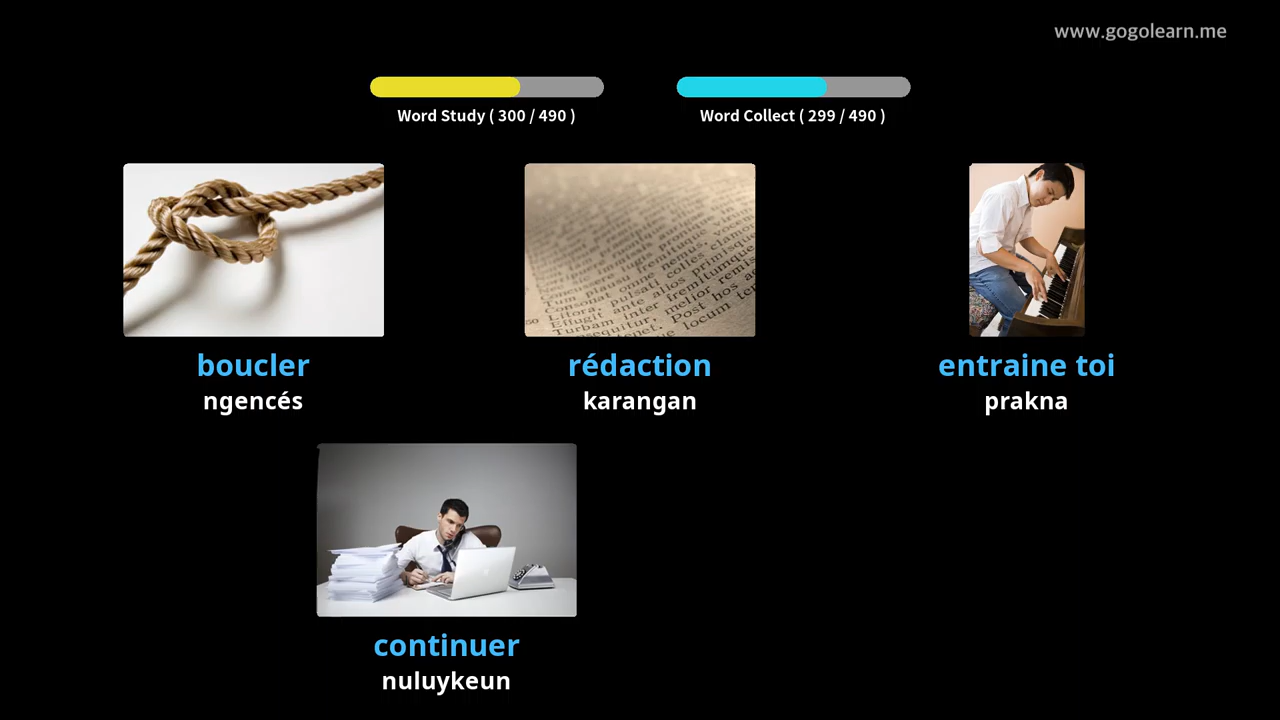 www.gogolearn.me
Word Study ( 300 / 490 )
Word Collect ( 299 / 490 )
boucler
ngencés
rédaction
karangan
entraine toi
prakna
continuer
nuluykeun